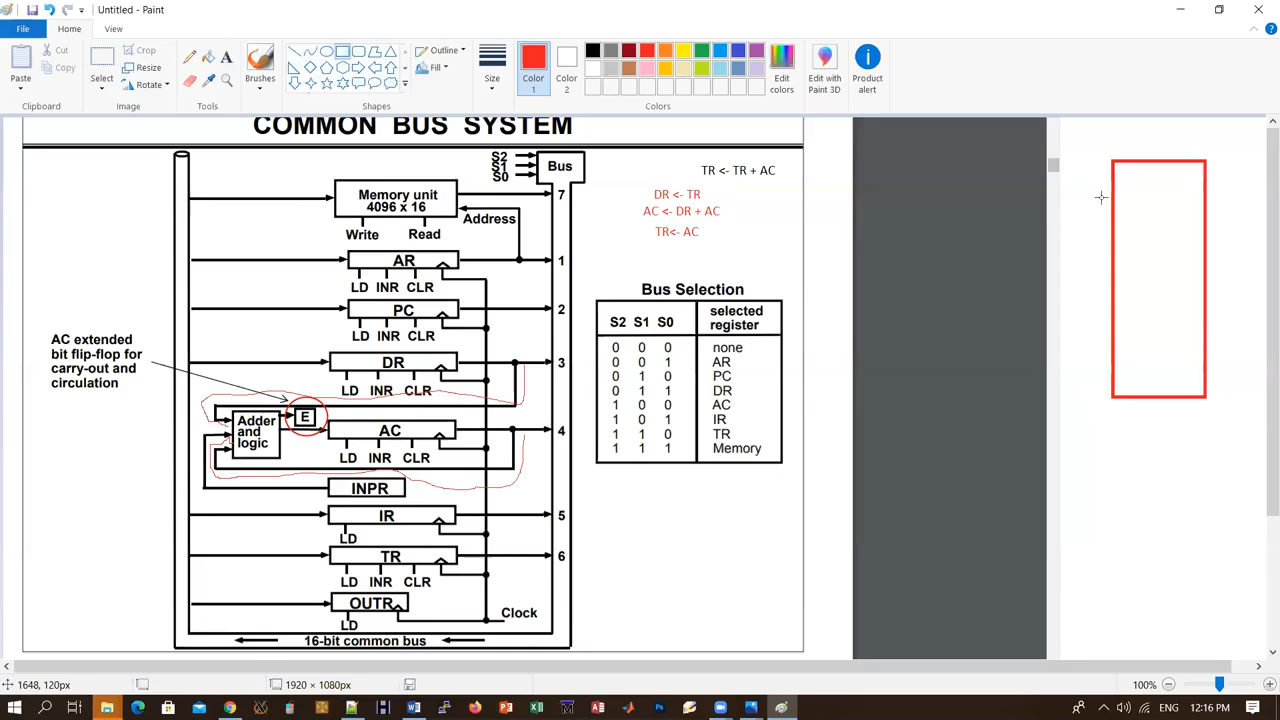 Untitled - Paint
File
Home
View
Paste
Cut
Copy
Clipboard
Select
Crop
Resize
Rotate
Image
Tools
Brushes
Outline
Fill
Shapes
Size
Color 1
Color 2
Edit colors
Colors
Edit with Paint 3D
Product alert
COMMON BUS SYSTEM
S2
S1
S0
Bus
TR <- TR + AC
Memory unit
4096 x 16
7
DR <- TR
AC <- DR + AC
TR<- AC
Address
Write
Read
AR
1
LD INR CLR
PC
2
LD INR CLR
Bus Selection
S2 S1 S0 selected register
0 0 0 none
0 0 1 AR
0 1 0 PC
0 1 1 DR
1 0 0 AC
1 0 1 IR
1 1 0 TR
1 1 1 Memory
AC extended
bit flip-flop for
carry-out and
circulation
DR
3
LD INR CLR
E
Adder
and
logic
AC
4
LD INR CLR
INPR
IR
5
LD
TR
6
LD INR CLR
OUTR
LD
Clock
16-bit common bus
1648, 120px
1920 × 1080px
100%
ENG
12:16 PM